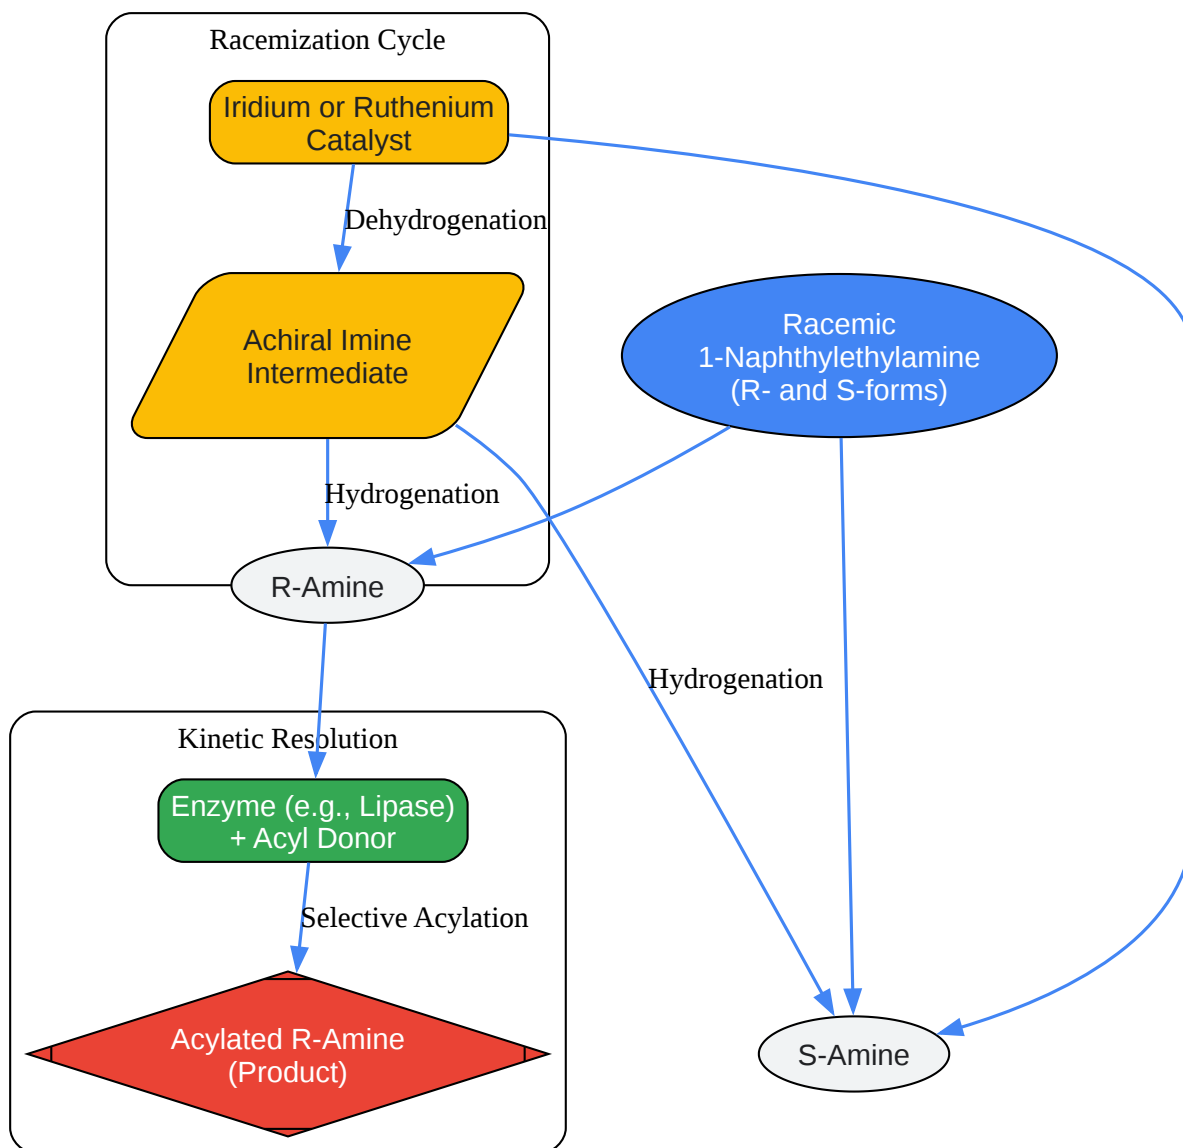 Racemization Cycle
Iridium or Ruthenium
Catalyst
Dehydrogenation
Achiral Imine
Intermediate
Racemic
1-Naphthylethylamine
(R- and S-forms)
Hydrogenation
R-Amine
Hydrogenation
Kinetic Resolution
Enzyme (e.g., Lipase)
+ Acyl Donor
Selective Acylation
Acylated R-Amine
(Product)
S-Amine